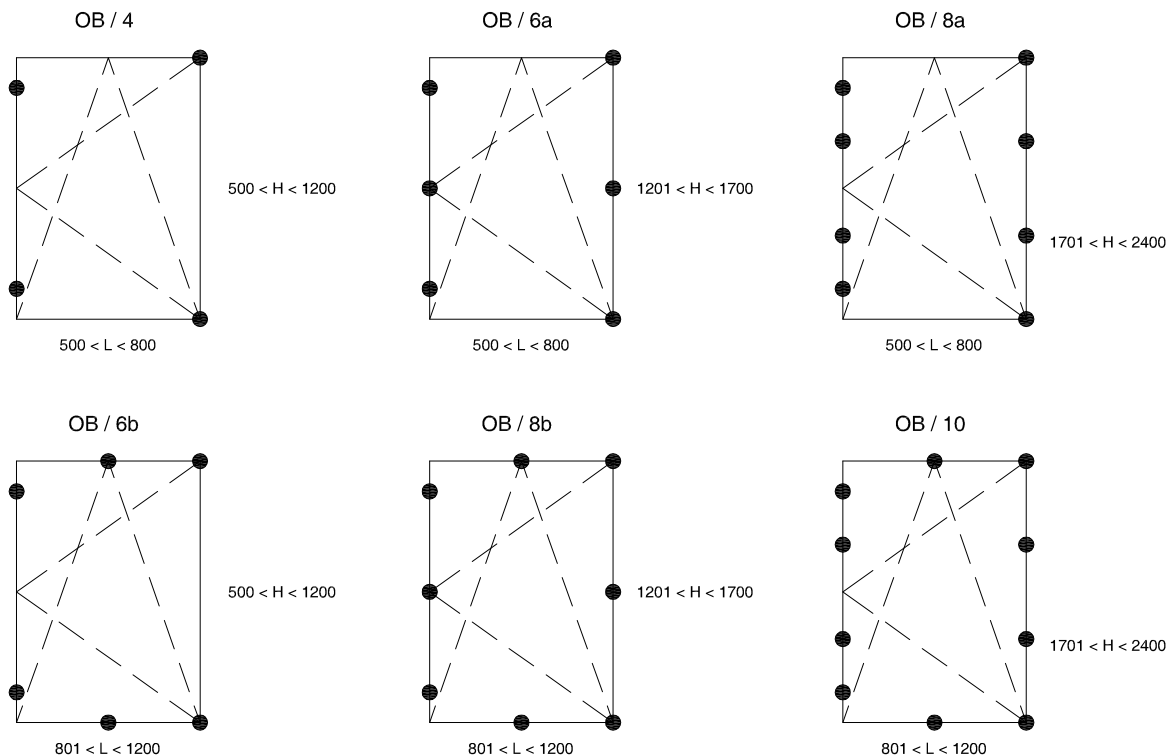 OB / 4
OB / 6a
OB / 8a
500 < H < 1200
1201 < H < 1700
1701 < H < 2400
500 < L < 800
500 < L < 800
500 < L < 800
OB / 6b
OB / 8b
OB / 10
500 < H < 1200
1201 < H < 1700
1701 < H < 2400
801 < L < 1200
801 < L < 1200
801 < L < 1200